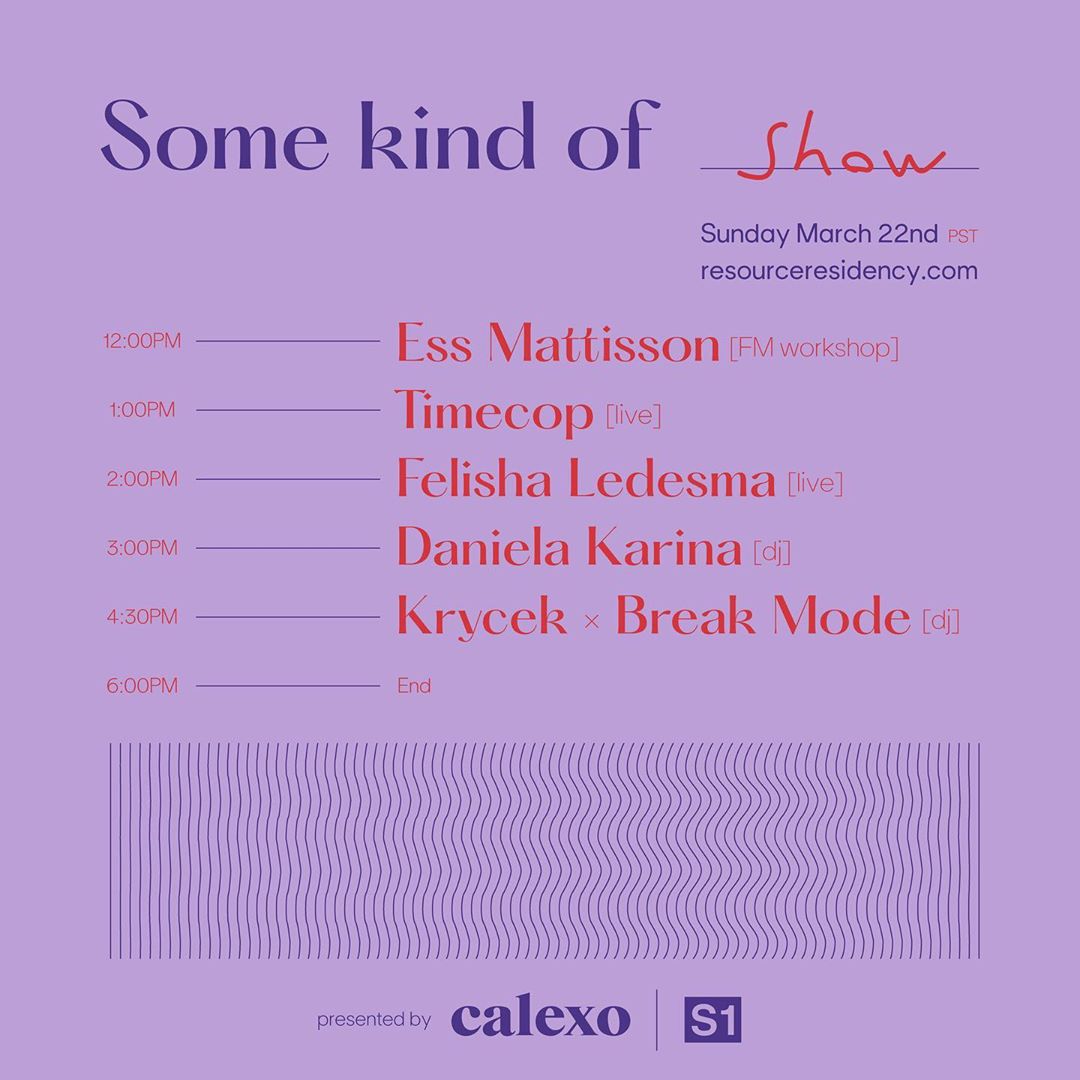 Some kind of Show
Sunday March 22nd PST
resourceresidency.com
12:00PM Ess Mattisson [FM workshop]
1:00PM Timecop [live]
2:00PM Felisha Ledesma [live]
3:00PM Daniela Karina [dj]
4:30PM Krycek × Break Mode [dj]
6:00PM End
presented by calexo S1